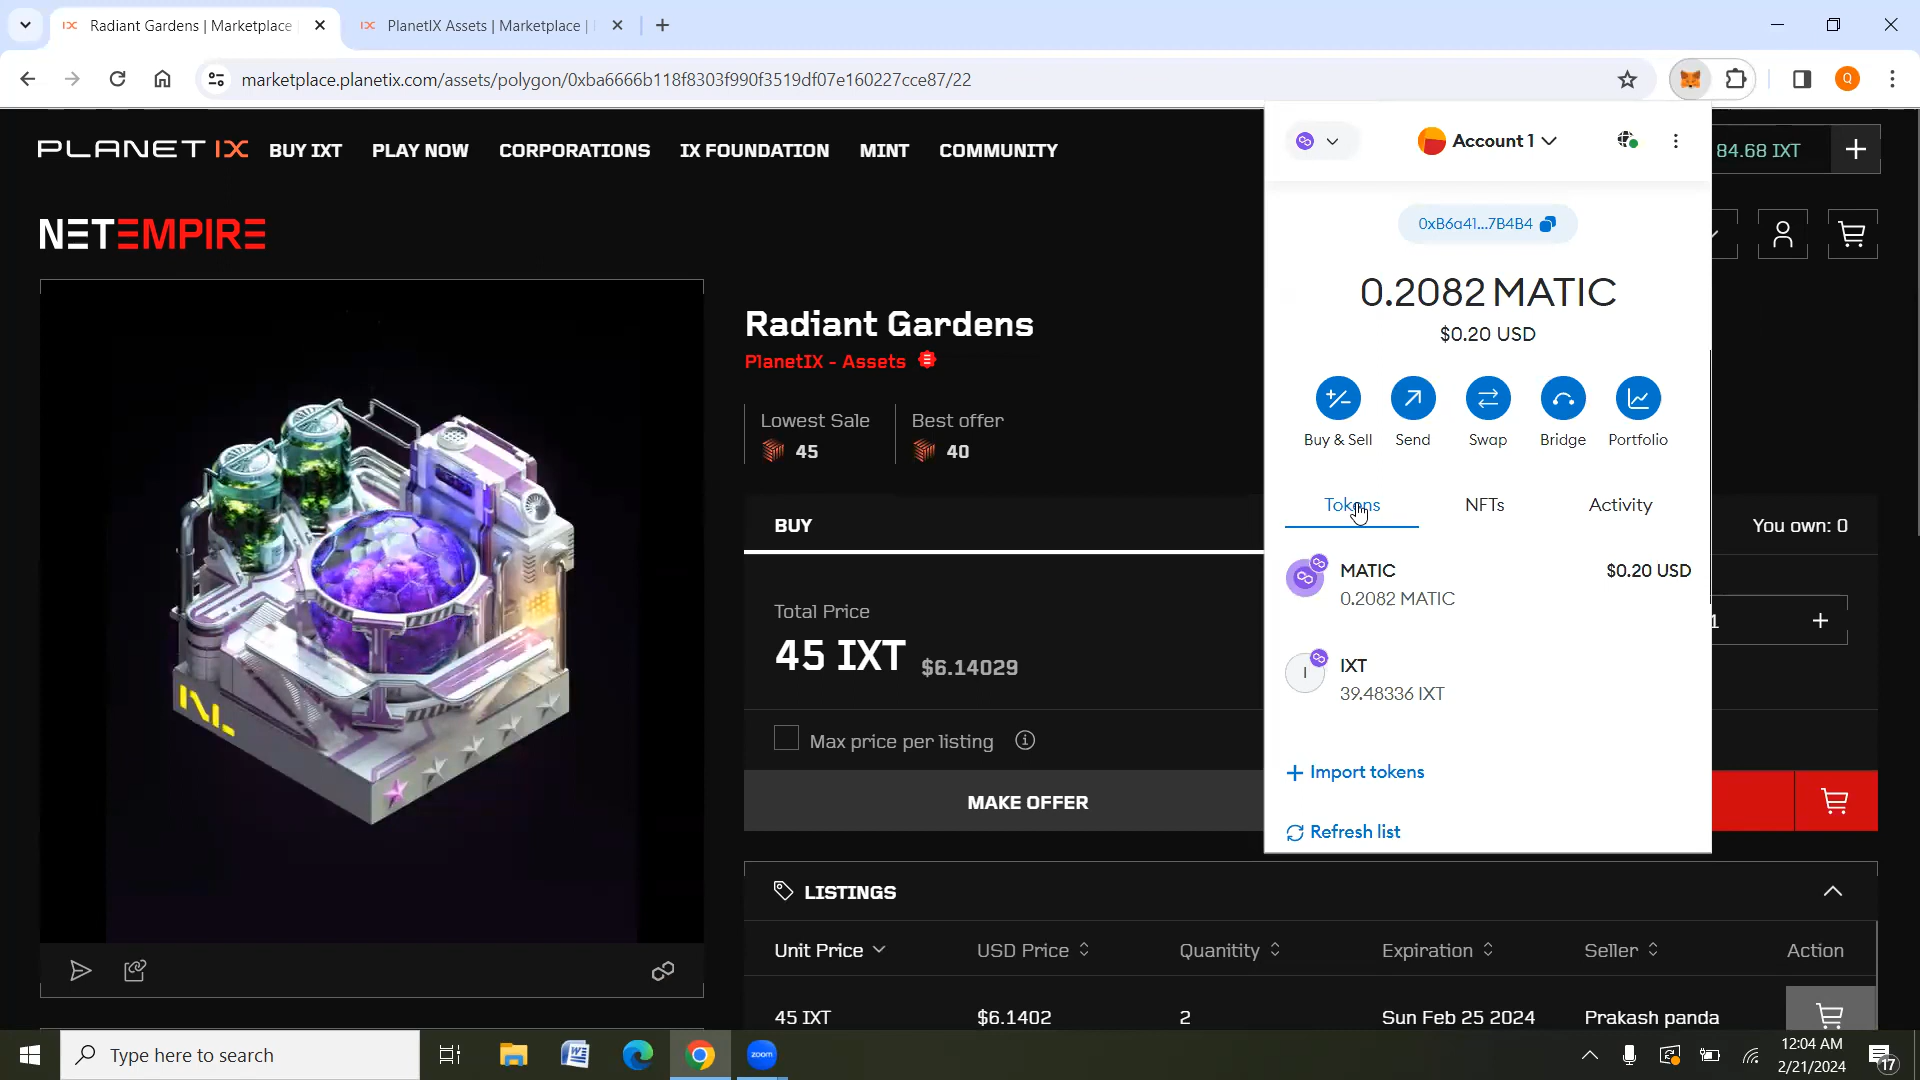 Radiant Gardens | Marketplace
PlanetIX Assets | Marketplace |
marketplace.planetix.com/assets/polygon/0xba6666b118f8303f990f3519df07e160227cce87/22
Q
PLANET IX
BUY IXT
PLAY NOW
CORPORATIONS
IX FOUNDATION
MINT
COMMUNITY
84.68 IXT
NETEMPIRE
Radiant Gardens
PlanetIX - Assets
Lowest Sale
45
Best offer
40
BUY
You own: 0
Total Price
45 IXT $6.14029
1
Max price per listing
MAKE OFFER
LISTINGS
Unit Price
USD Price
Quanitity
Expiration
Seller
Action
45 IXT
$6.1402
2
Sun Feb 25 2024
Prakash panda
Account 1
0xB6a41...7B4B4
0.2082 MATIC
$0.20 USD
Buy & Sell
Send
Swap
Bridge
Portfolio
Tokens
NFTs
Activity
MATIC
$0.20 USD
0.2082 MATIC
I
IXT
39.48336 IXT
Import tokens
Refresh list
Type here to search
zoom
12:04 AM
2/21/2024
17